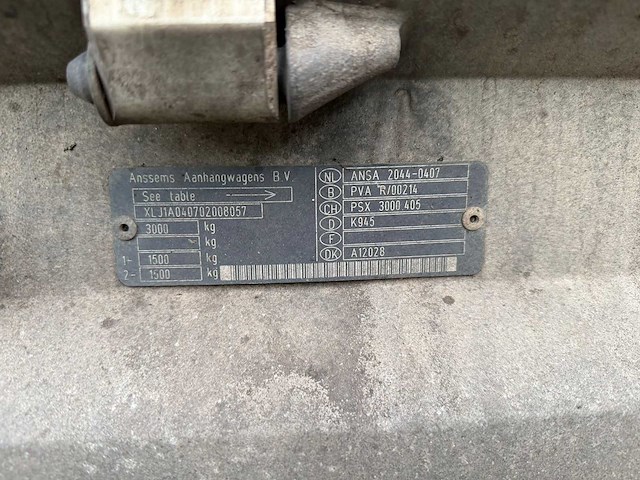 Anssems Aanhangwagens B.V.
See table
XLJ1A040702008057
3000 kg
kg
1- 1500 kg
2- 1500 kg
NL ANSA 2044-0407
B PVA R/00214
CH PSX 3000 405
D K945
F
DK A12028